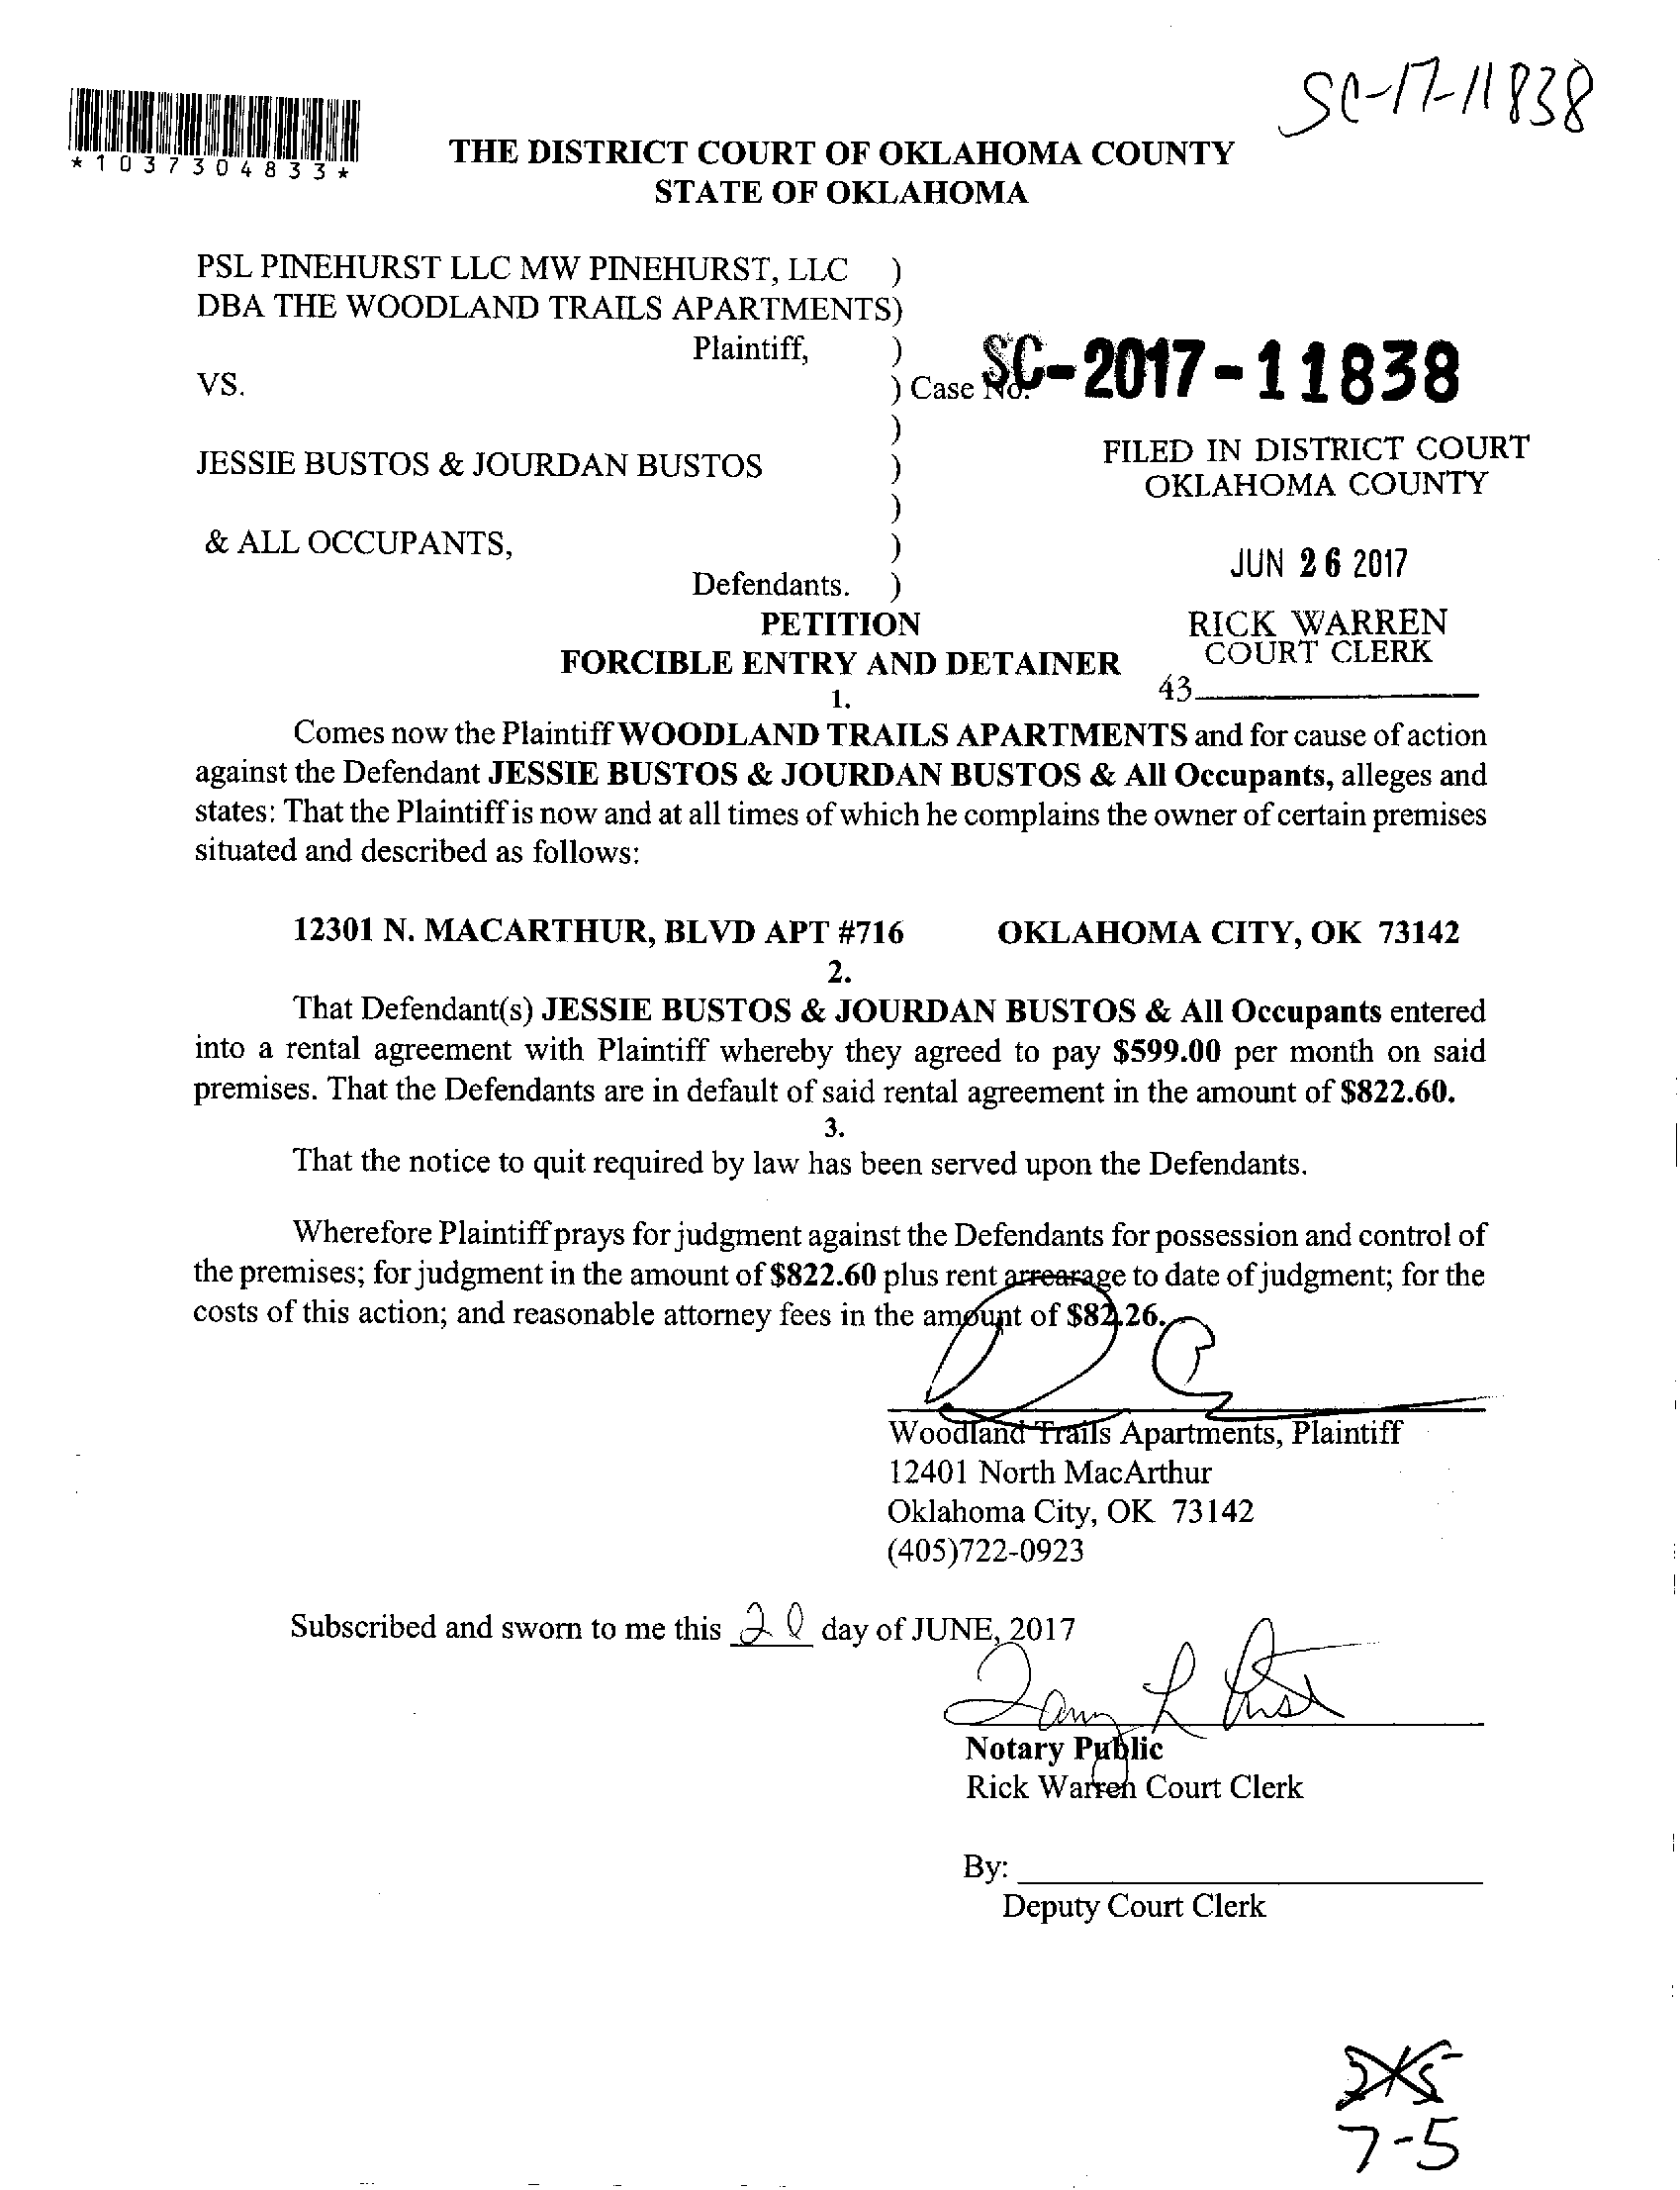 SC-17-11838
*1037304833*
THE DISTRICT COURT OF OKLAHOMA COUNTY
STATE OF OKLAHOMA
PSL PINEHURST LLC MW PINEHURST, LLC )
DBA THE WOODLAND TRAILS APARTMENTS)
Plaintiff, )
VS. ) Case No. SC-2017-11838
)
JESSIE BUSTOS & JOURDAN BUSTOS )
)
& ALL OCCUPANTS, )
Defendants. )
FILED IN DISTRICT COURT
OKLAHOMA COUNTY
JUN 26 2017
RICK WARREN
COURT CLERK
43
PETITION
FORCIBLE ENTRY AND DETAINER
1.
Comes now the Plaintiff WOODLAND TRAILS APARTMENTS and for cause of action
against the Defendant JESSIE BUSTOS & JOURDAN BUSTOS & All Occupants, alleges and
states: That the Plaintiff is now and at all times of which he complains the owner of certain premises
situated and described as follows:
12301 N. MACARTHUR, BLVD APT #716 OKLAHOMA CITY, OK 73142
2.
That Defendant(s) JESSIE BUSTOS & JOURDAN BUSTOS & All Occupants entered
into a rental agreement with Plaintiff whereby they agreed to pay $599.00 per month on said
premises. That the Defendants are in default of said rental agreement in the amount of $822.60.
3.
That the notice to quit required by law has been served upon the Defendants.
Wherefore Plaintiff prays for judgment against the Defendants for possession and control of
the premises; for judgment in the amount of $822.60 plus rent arrearage to date of judgment; for the
costs of this action; and reasonable attorney fees in the amount of $82.26.
Woodland Trails Apartments, Plaintiff
12401 North MacArthur
Oklahoma City, OK 73142
(405)722-0923
Subscribed and sworn to me this 20 day of JUNE, 2017
Notary Public
Rick Warren Court Clerk
By:
Deputy Court Clerk
7-5